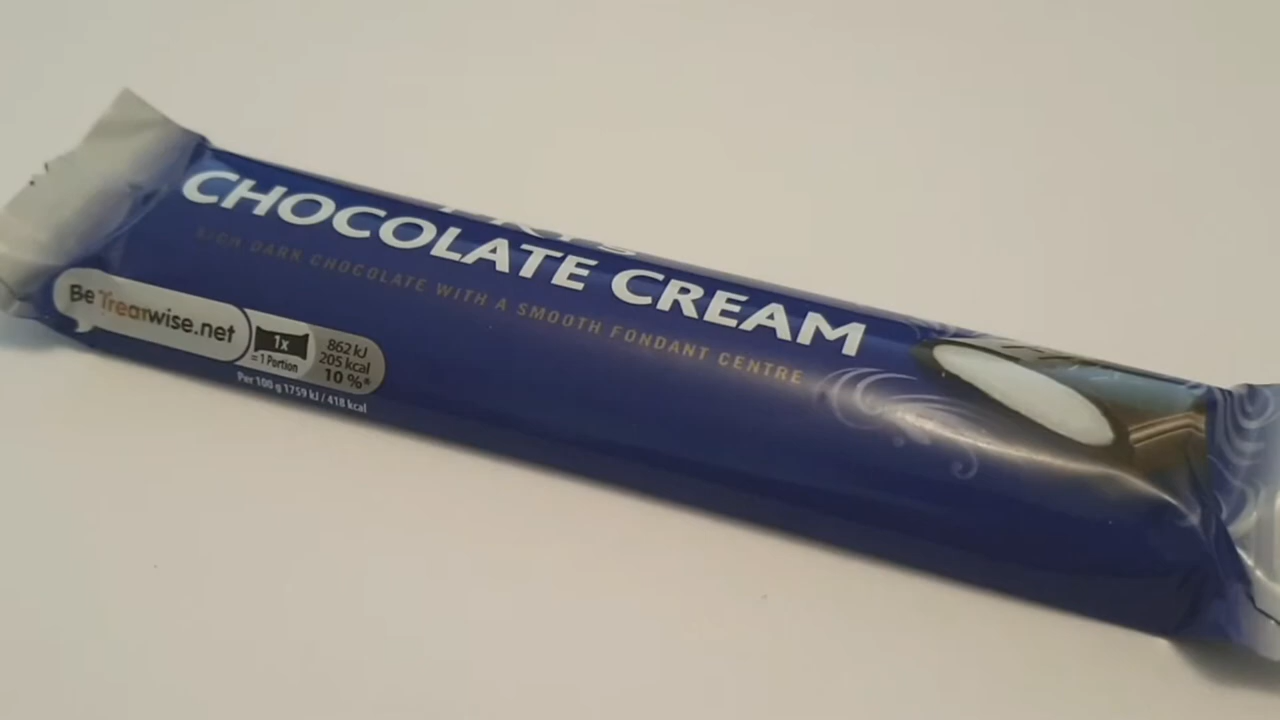 FRY's
CHOCOLATE CREAM
RICH DARK CHOCOLATE WITH A SMOOTH FONDANT CENTRE
Be Treatwise.net
1x
= 1 Portion
862 kJ
205 kcal
10 %*
Per 100 g 1759 kJ / 418 kcal